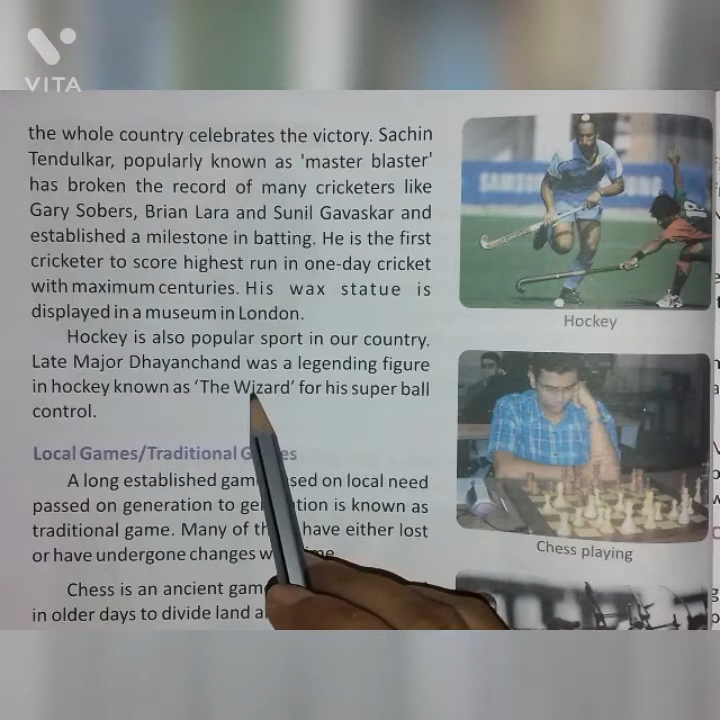 VITA
the whole country celebrates the victory. Sachin
Tendulkar, popularly known as 'master blaster'
has broken the record of many cricketers like
Gary Sobers, Brian Lara and Sunil Gavaskar and
established a milestone in batting. He is the first
cricketer to score highest run in one-day cricket
with maximum centuries. His wax statue is
displayed in a museum in London.
Hockey is also popular sport in our country.
Late Major Dhayanchand was a legending figure
in hockey known as ‘The Wizard’ for his super ball
control.
Local Games/Traditional
A long established on local need
passed on generation to is known as
traditional game. Many of have either lost
or have undergone changes
Chess is an ancient
in older days to divide land
SAMSUNG
Hockey
Chess playing